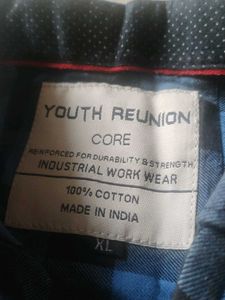 YOUTH REUNION
CORE
REINFORCED FOR DURABILITY & STRENGTH
INDUSTRIAL WORK WEAR
100% COTTON
MADE IN INDIA
XL